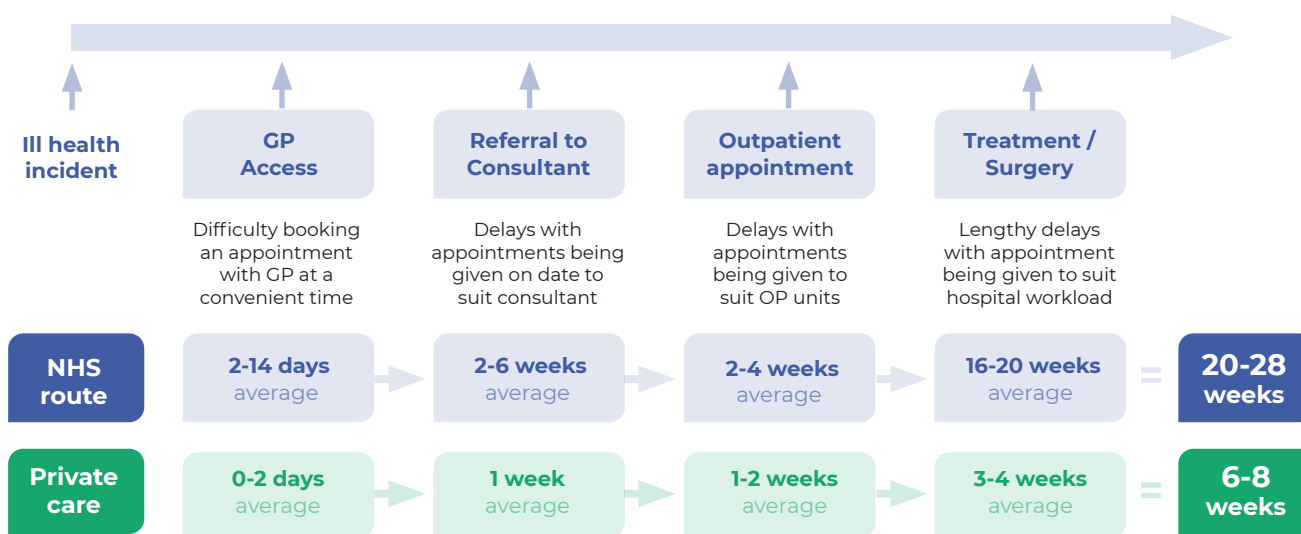 Ill health
incident
GP
Access
Referral to
Consultant
Outpatient
appointment
Treatment /
Surgery
Difficulty booking
an appointment
with GP at a
convenient time
Delays with
appointments being
given on date to
suit consultant
Delays with
appointments
being given to
suit OP units
Lengthy delays
with appointment
being given to suit
hospital workload
NHS
route
2-14 days
average
2-6 weeks
average
2-4 weeks
average
16-20 weeks
average
=
20-28
weeks
Private
care
0-2 days
average
1 week
average
1-2 weeks
average
3-4 weeks
average
=
6-8
weeks